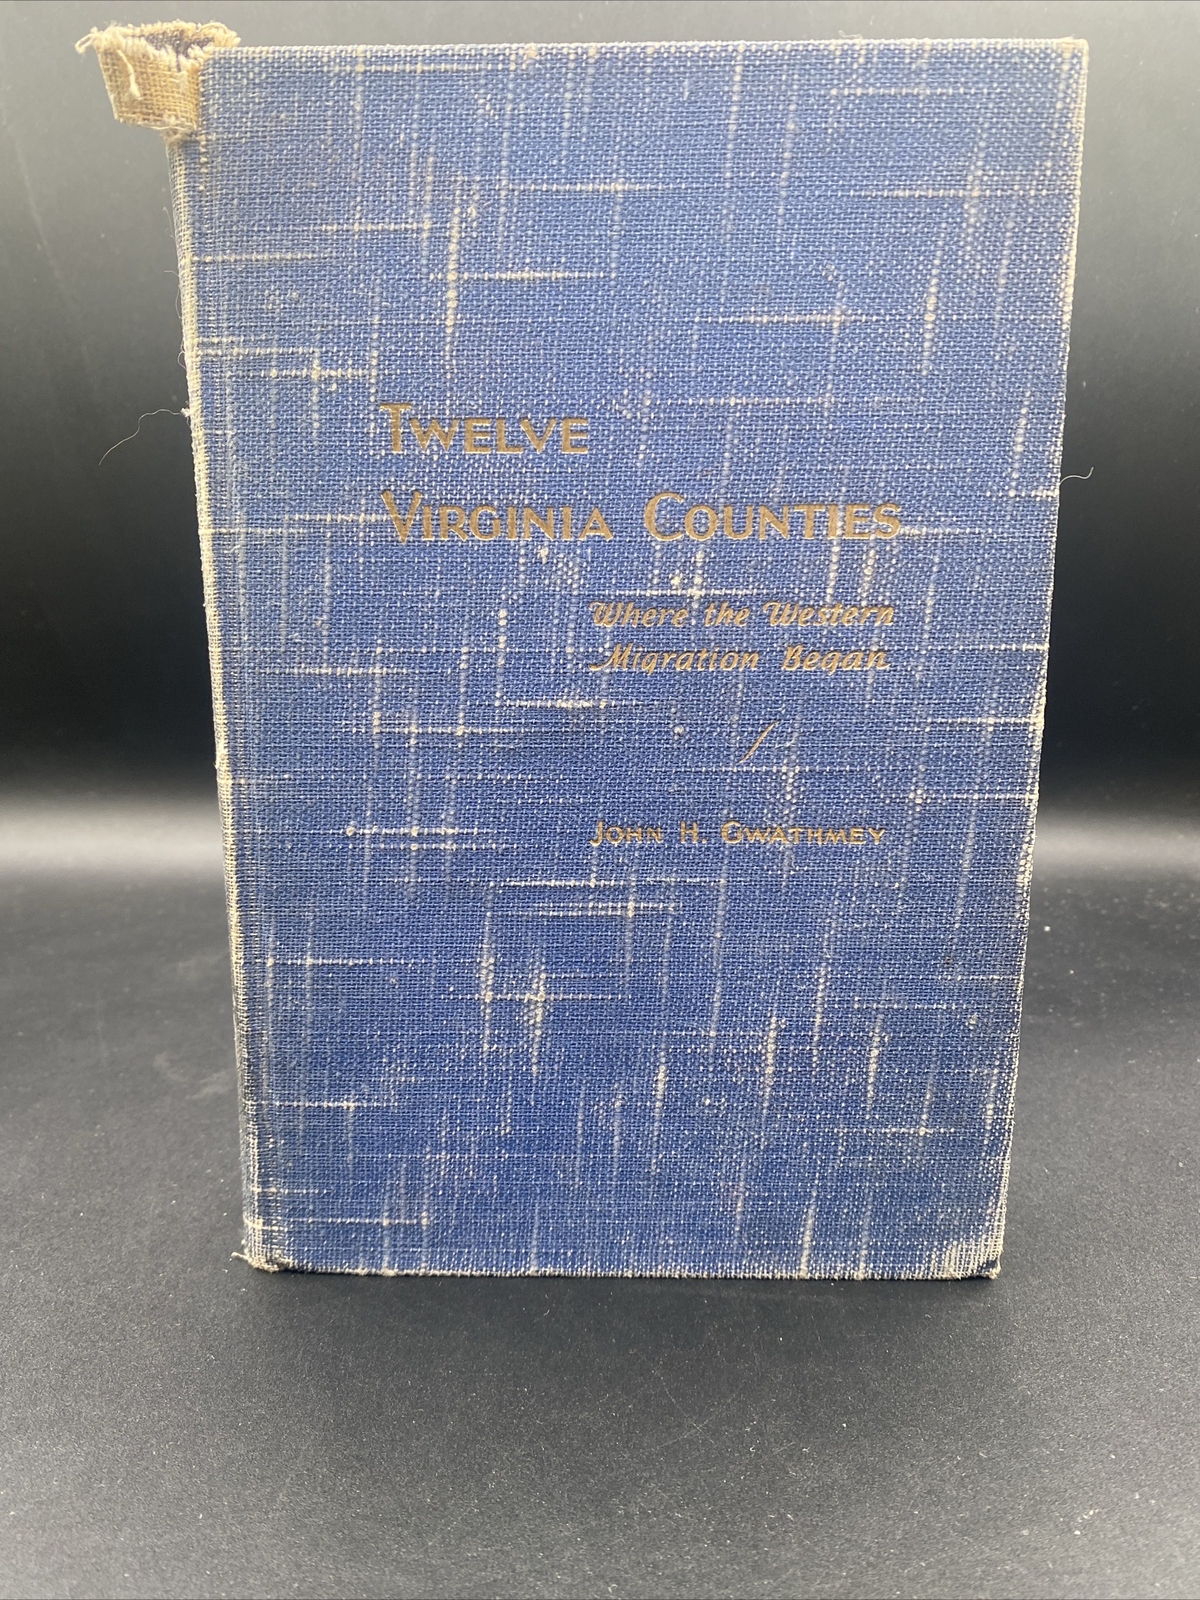 TWELVE
VIRGINIA COUNTIES
Where the Western
Migration Began
JOHN H. GWATHMEY